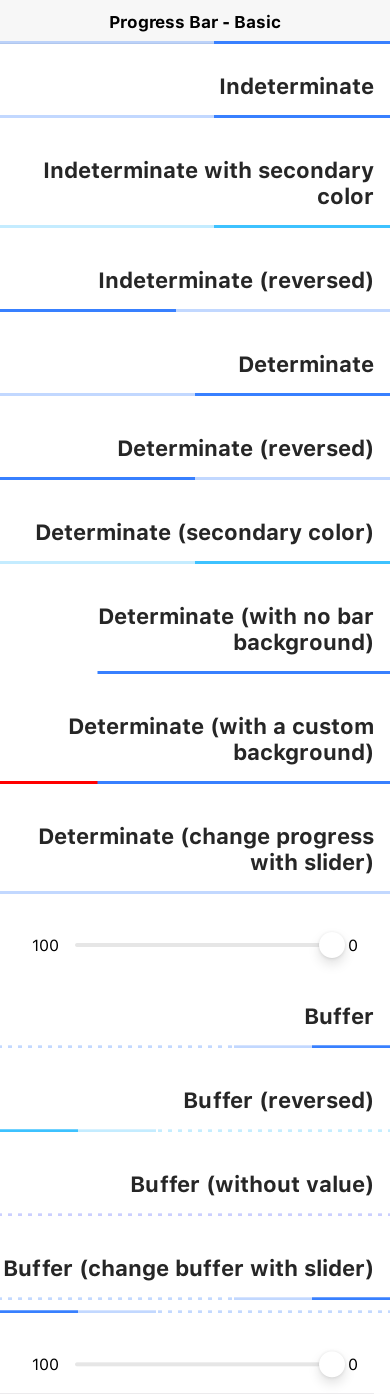 Progress Bar - Basic
Indeterminate
Indeterminate with secondary
color
Indeterminate (reversed)
Determinate
Determinate (reversed)
Determinate (secondary color)
Determinate (with no bar
background)
Determinate (with a custom
background)
Determinate (change progress
with slider)
100 0
Buffer
Buffer (reversed)
Buffer (without value)
Buffer (change buffer with slider)
100 0